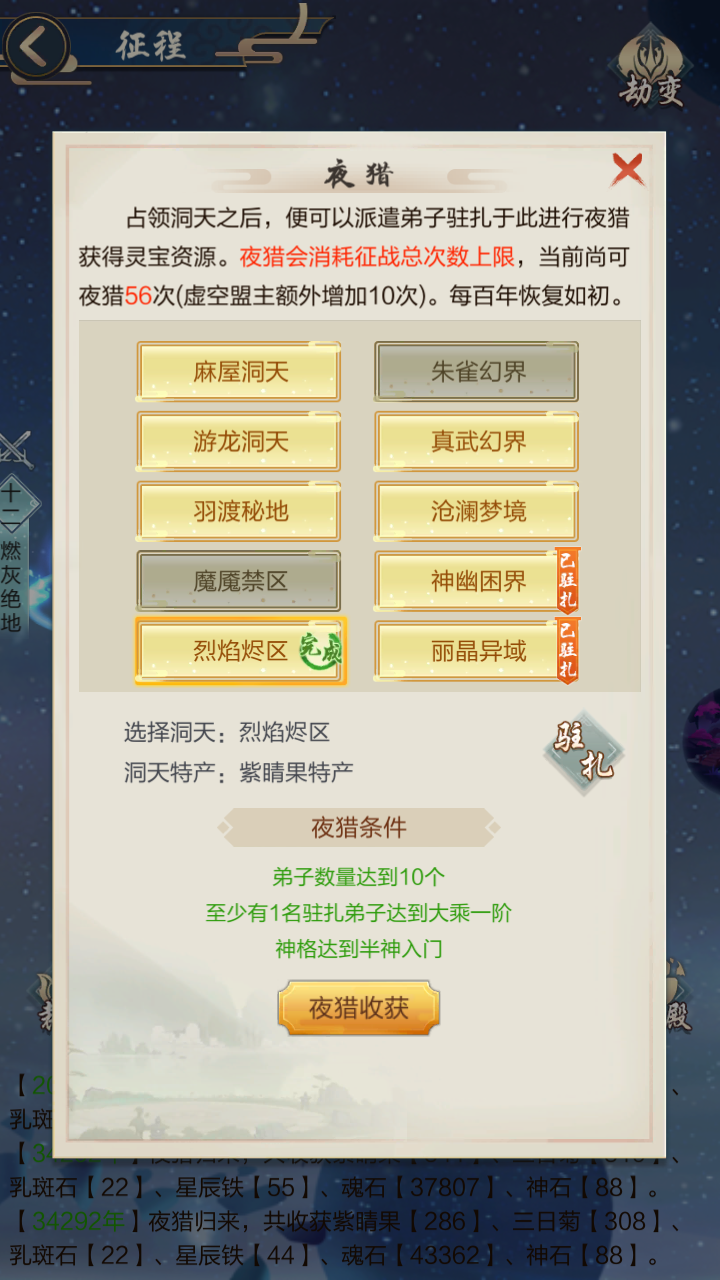 征程
劫变
夜猎
占领洞天之后，便可以派遣弟子驻扎于此进行夜猎
获得灵宝资源。夜猎会消耗征战总次数上限，当前尚可
夜猎56次(虚空盟主额外增加10次)。每百年恢复如初。
麻屋洞天
朱雀幻界
游龙洞天
真武幻界
羽渡秘地
沧澜梦境
魔魇禁区
神幽困界
已驻扎
烈焰烬区
完成
丽晶异域
已驻扎
十二
燃灰绝地
选择洞天：烈焰烬区
洞天特产：紫睛果特产
驻扎
夜猎条件
弟子数量达到10个
至少有1名驻扎弟子达到大乘一阶
神格达到半神入门
夜猎收获
殿
【20
乳斑
【34
乳斑石【22】、星辰铁【55】、魂石【37807】、神石【88】。
【34292年】夜猎归来，共收获紫睛果【286】、三日菊【308】、
乳斑石【22】、星辰铁【44】、魂石【43362】、神石【88】。